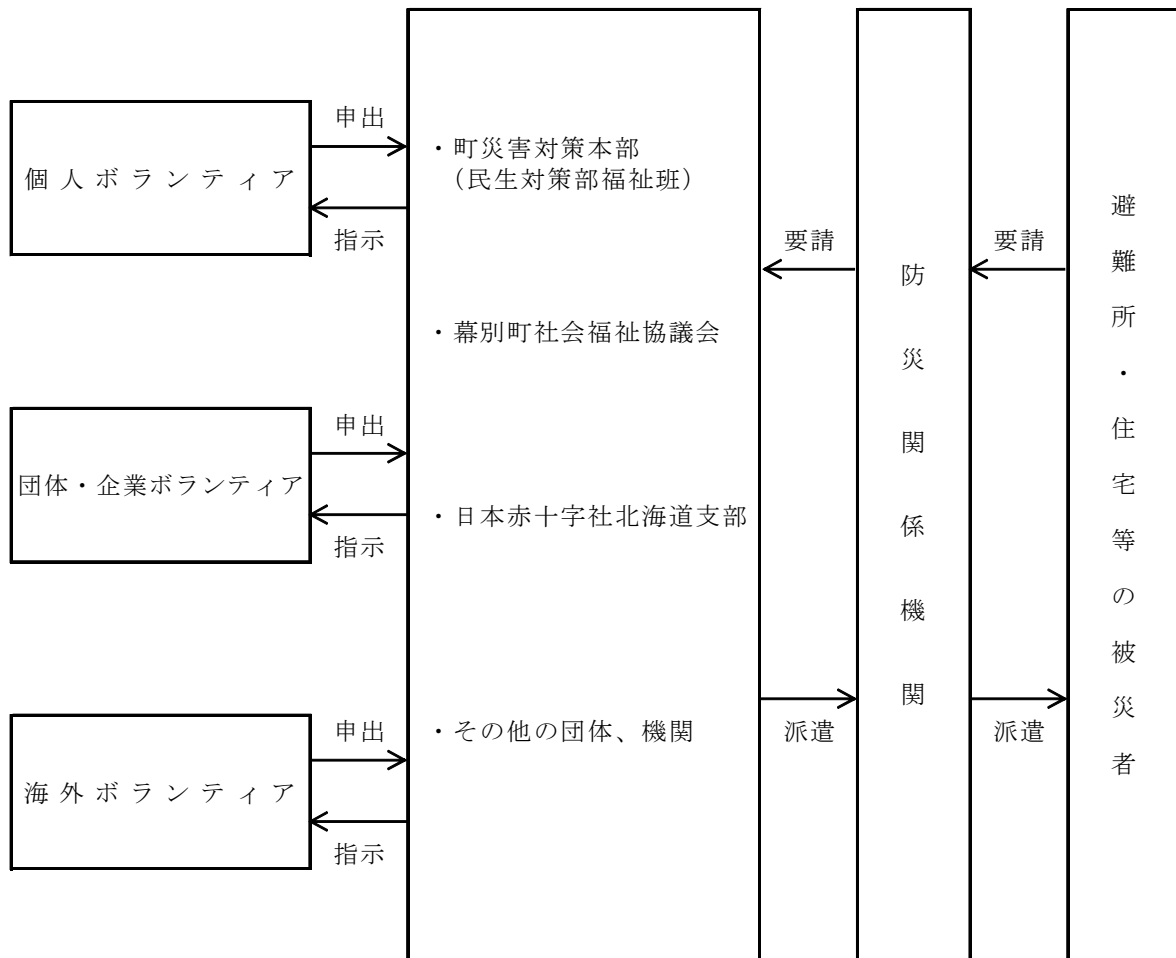 申出
個人ボランティア
指示
申出
団体・企業ボランティア
指示
申出
海外ボランティア
指示
・町災害対策本部
（民生対策部福祉班）
・幕別町社会福祉協議会
・日本赤十字社北海道支部
・その他の団体、機関
要請
派遣
防災関係機関
要請
派遣
避難所・住宅等の被災者